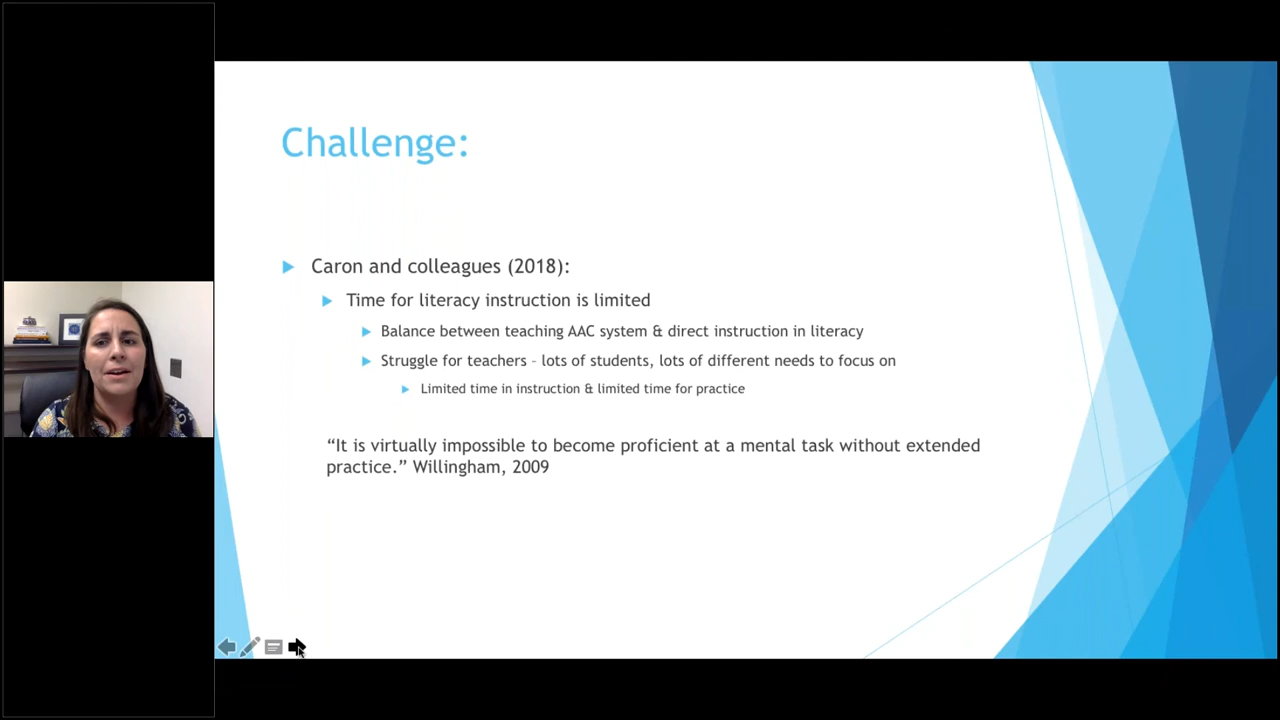 Challenge:
Caron and colleagues (2018):
Time for literacy instruction is limited
Balance between teaching AAC system & direct instruction in literacy
Struggle for teachers – lots of students, lots of different needs to focus on
Limited time in instruction & limited time for practice
“It is virtually impossible to become proficient at a mental task without extended
practice.” Willingham, 2009